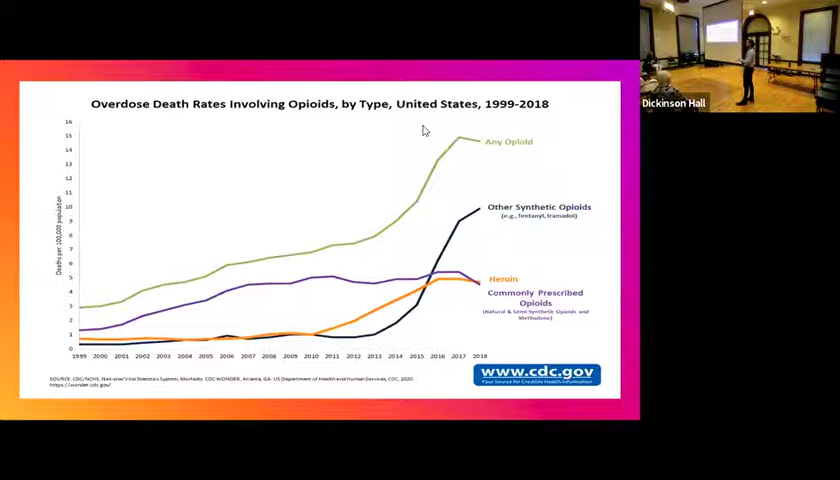 Dickinson Hall
Overdose Death Rates Involving Opioids, by Type, United States, 1999-2018
Deaths per 100,000 population
16
15
14
13
12
11
10
9
8
7
6
5
4
3
2
1
0
Any Opioid
Other Synthetic Opioids
(e.g., fentanyl, tramadol)
Heroin
Commonly Prescribed
Opioids
(Natural & Semi-Synthetic Opioids and
Methadone)
1999 2000 2001 2002 2003 2004 2005 2006 2007 2008 2009 2010 2011 2012 2013 2014 2015 2016 2017 2018
SOURCE: CDC/NCHS, National Vital Statistics System, Mortality. CDC WONDER, Atlanta, GA: US Department of Health and Human Services, CDC, 2020.
https://wonder.cdc.gov/.
www.cdc.gov
Your Source for Credible Health Information